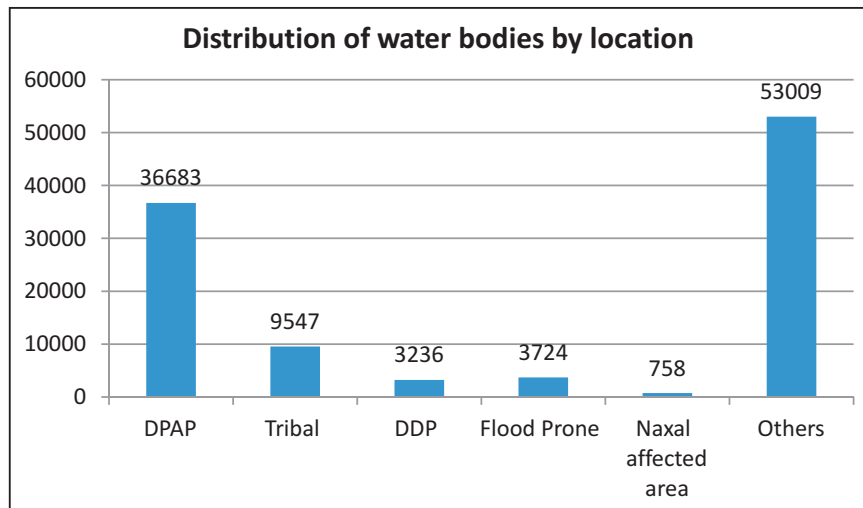 Distribution of water bodies by location
60000
50000
40000
30000
20000
10000
0
36683
9547
3236
3724
758
53009
DPAP
Tribal
DDP
Flood Prone
Naxal
affected
area
Others